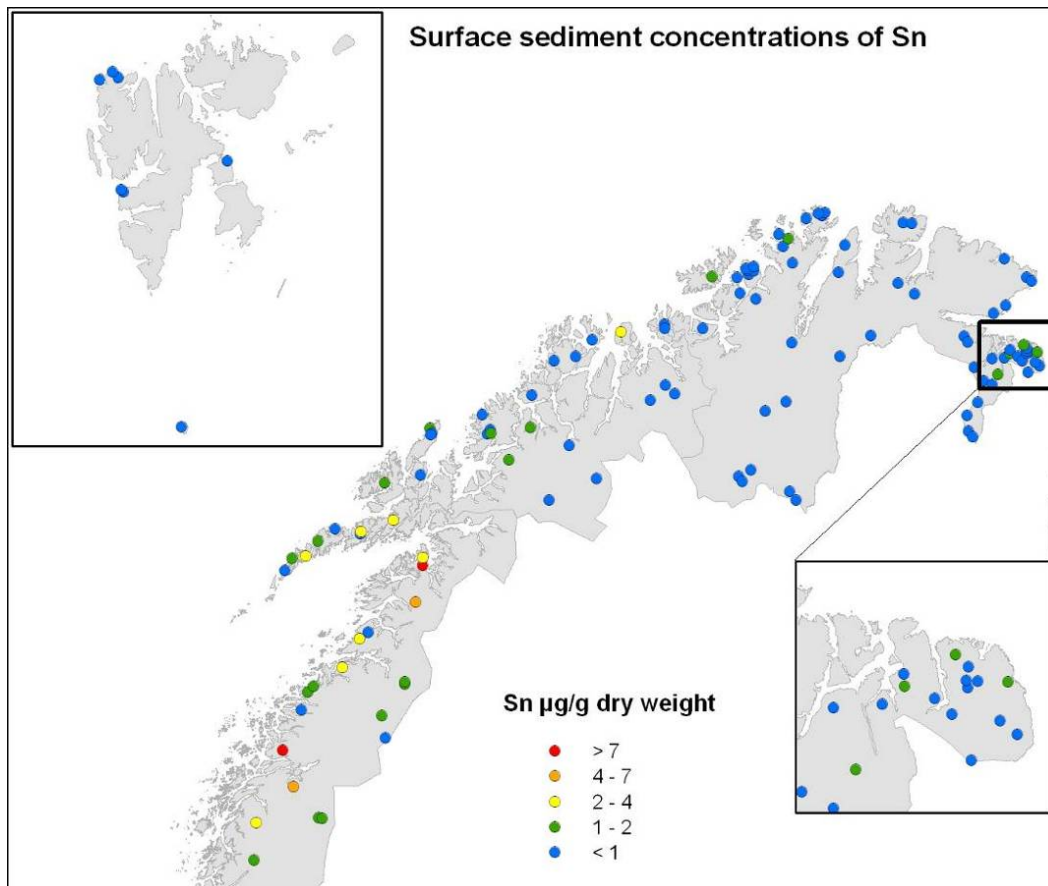 Surface sediment concentrations of Sn
Sn µg/g dry weight
> 7
4 - 7
2 - 4
1 - 2
< 1